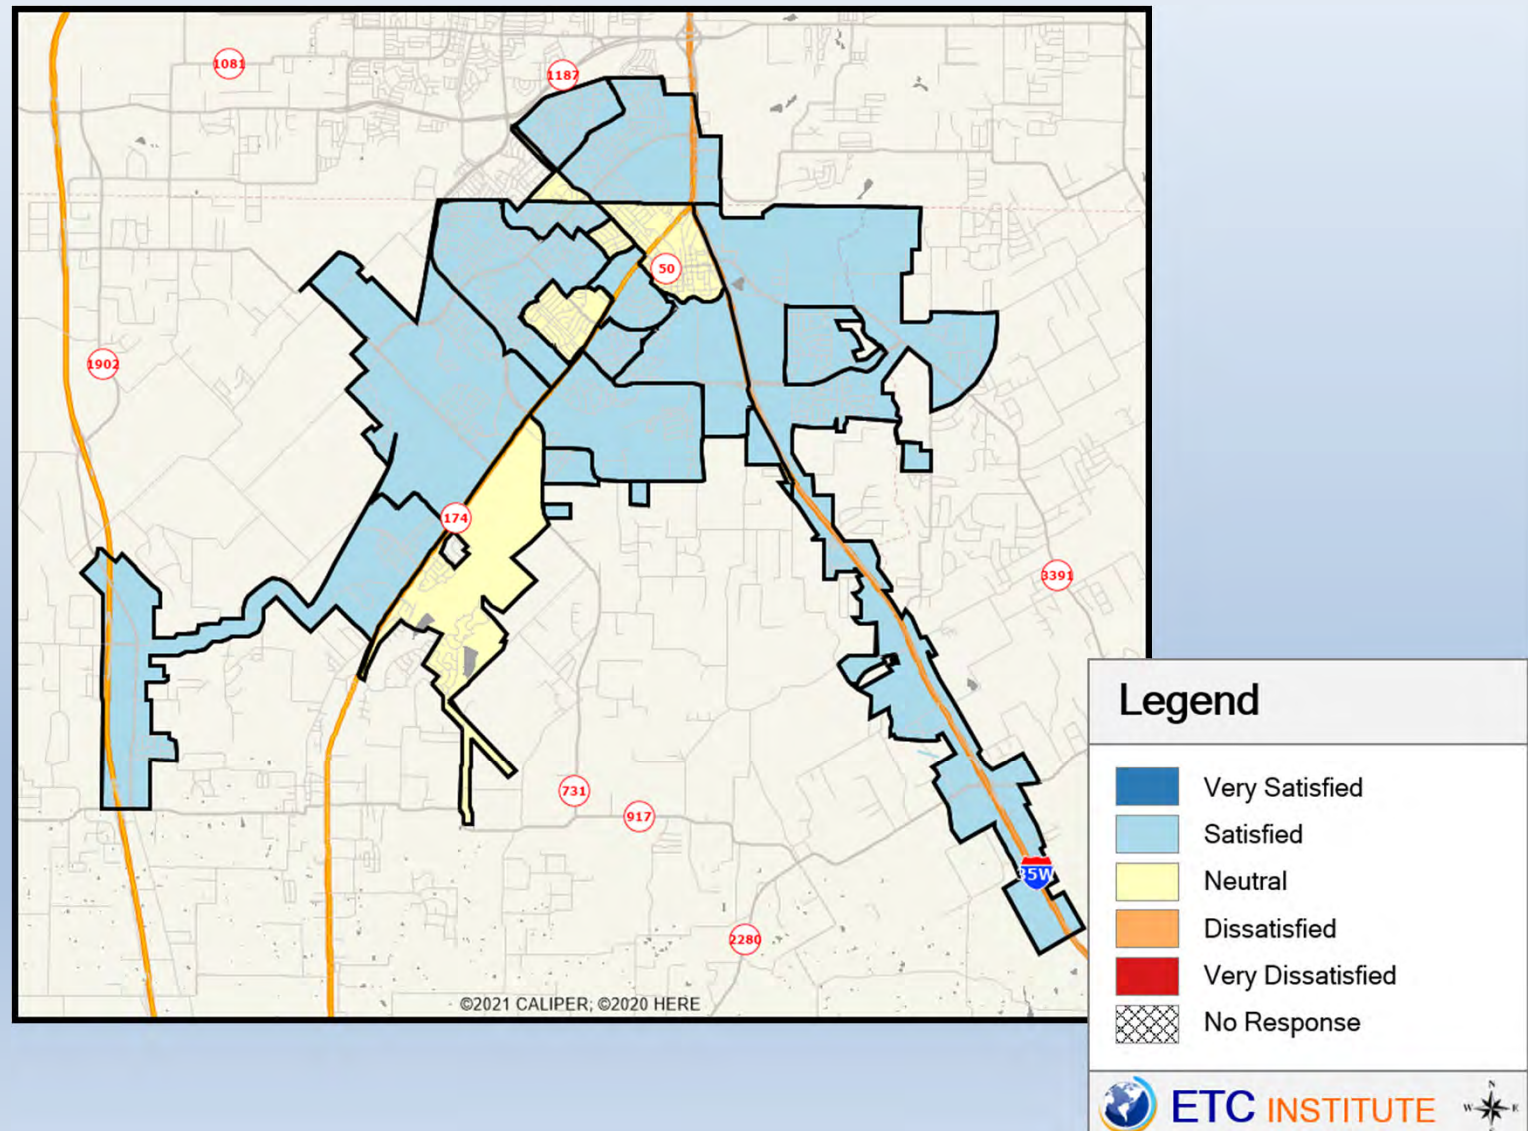 1081
1187
50
1902
174
3391
731
917
35W
2280
©2021 CALIPER; ©2020 HERE
Legend
Very Satisfied
Satisfied
Neutral
Dissatisfied
Very Dissatisfied
No Response
ETC INSTITUTE
N
W E
S